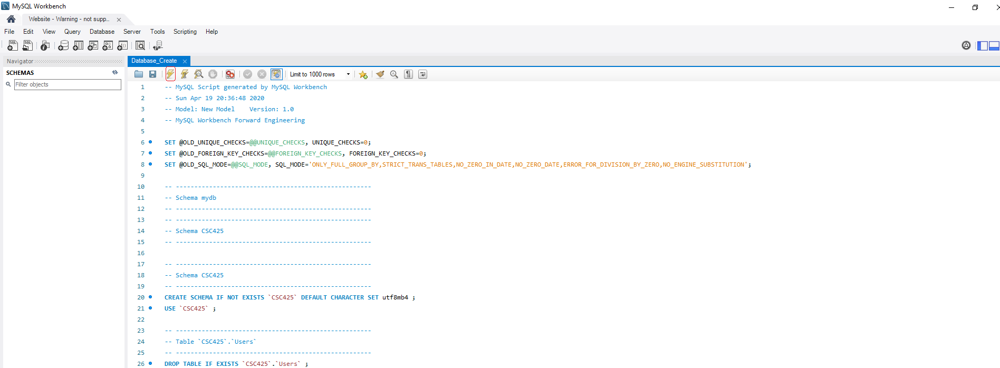 MySQL Workbench
Website - Warning - not supp...
File Edit View Query Database Server Tools Scripting Help
Navigator
Database_Create
SCHEMAS
Limit to 1000 rows
Filter objects
1 -- MySQL Script generated by MySQL Workbench
2 -- Sun Apr 19 20:36:48 2020
3 -- Model: New Model    Version: 1.0
4 -- MySQL Workbench Forward Engineering
5
6 SET @OLD_UNIQUE_CHECKS=@@UNIQUE_CHECKS, UNIQUE_CHECKS=0;
7 SET @OLD_FOREIGN_KEY_CHECKS=@@FOREIGN_KEY_CHECKS, FOREIGN_KEY_CHECKS=0;
8 SET @OLD_SQL_MODE=@@SQL_MODE, SQL_MODE='ONLY_FULL_GROUP_BY,STRICT_TRANS_TABLES,NO_ZERO_IN_DATE,NO_ZERO_DATE,ERROR_FOR_DIVISION_BY_ZERO,NO_ENGINE_SUBSTITUTION';
9
10 -- -----------------------------------------------------
11 -- Schema mydb
12 -- -----------------------------------------------------
13 -- -----------------------------------------------------
14 -- Schema CSC425
15 -- -----------------------------------------------------
16
17 -- -----------------------------------------------------
18 -- Schema CSC425
19 -- -----------------------------------------------------
20 CREATE SCHEMA IF NOT EXISTS `CSC425` DEFAULT CHARACTER SET utf8mb4 ;
21 USE `CSC425` ;
22
23 -- -----------------------------------------------------
24 -- Table `CSC425`.`Users`
25 -- -----------------------------------------------------
26 DROP TABLE IF EXISTS `CSC425`.`Users` ;